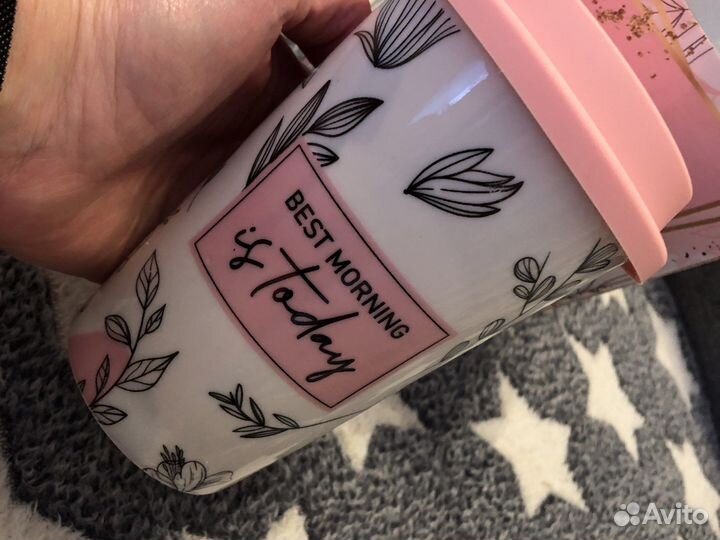 BEST MORNING
is today
Avito